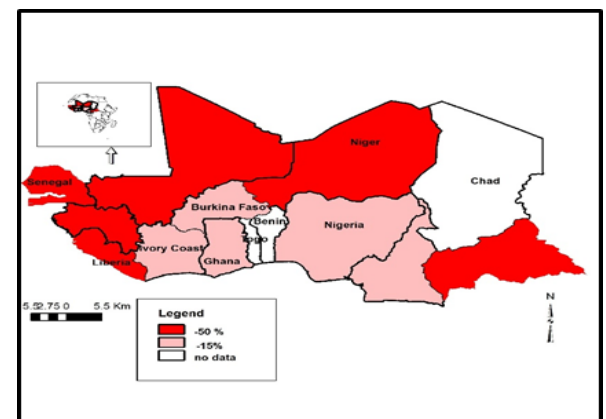 Niger
Chad
Senegal
Burkina Faso
Benin
Nigeria
Togo
Ivory Coast
Ghana
Liberia
5.52.75 0 5.5 Km
N
Legend
-50 %
-15%
no data